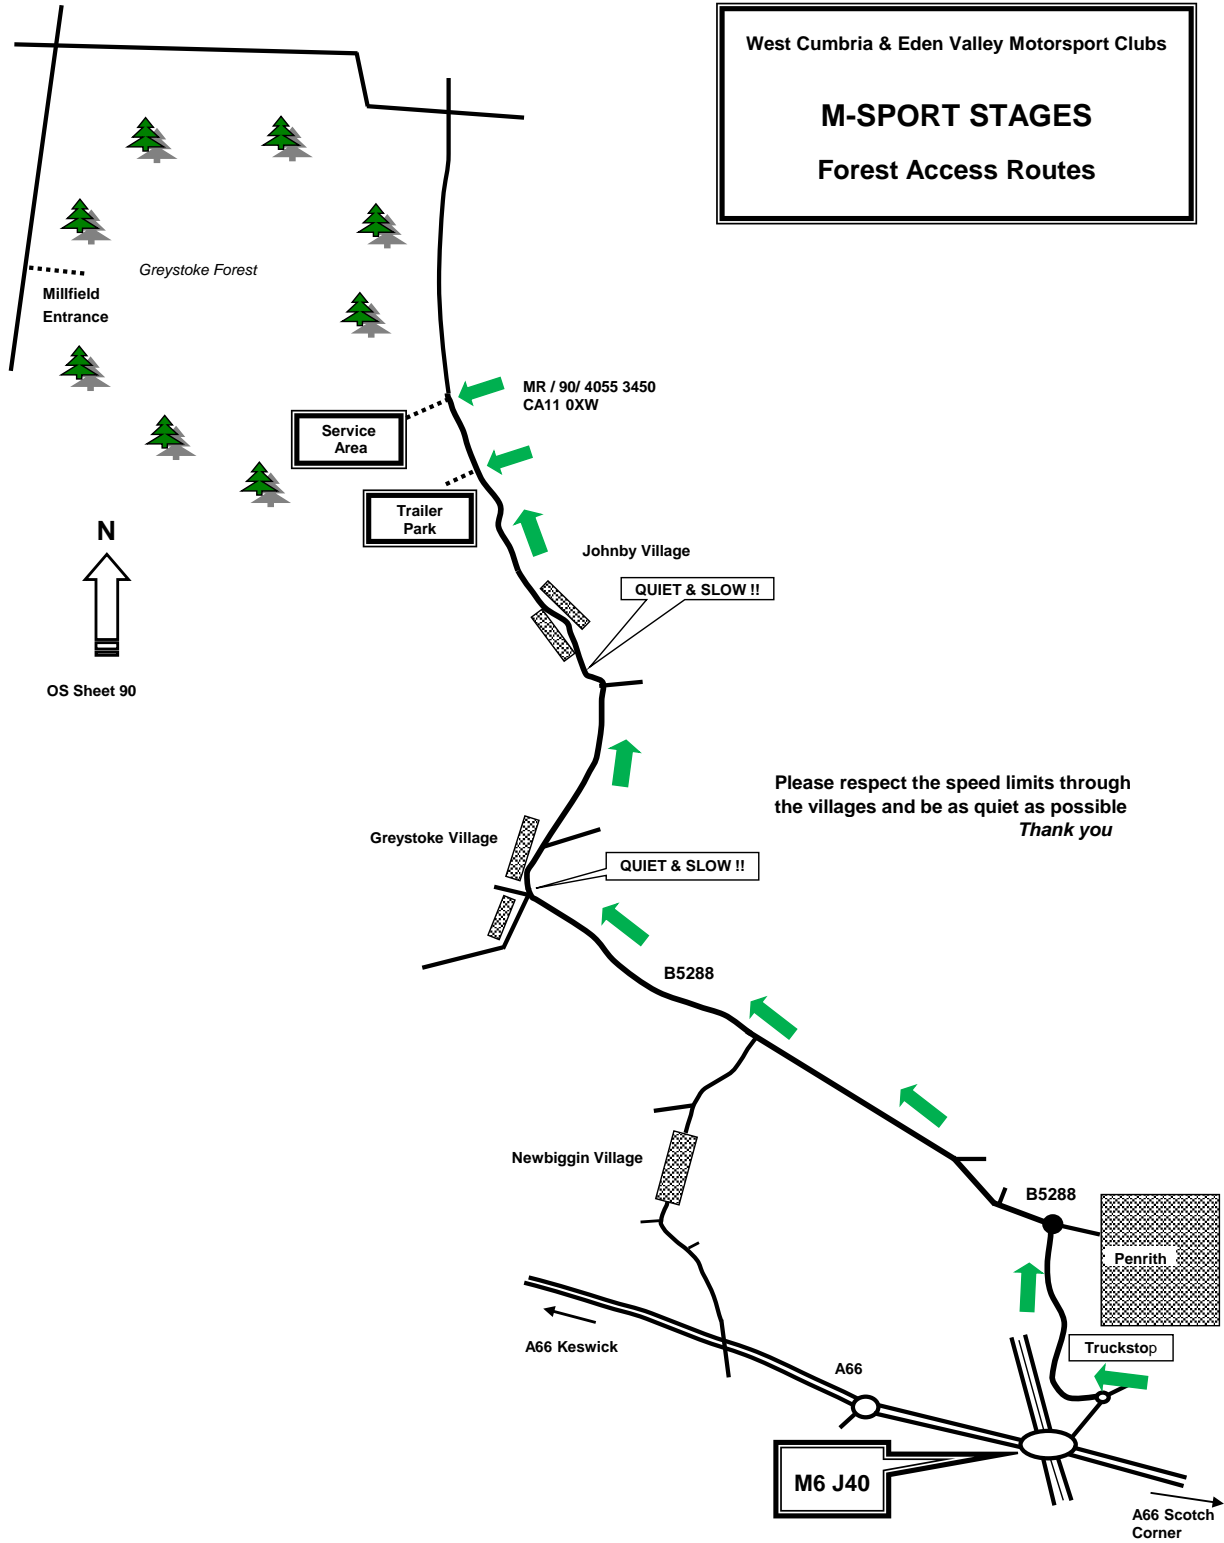 West Cumbria & Eden Valley Motorsport Clubs
M-SPORT STAGES
Forest Access Routes
Greystoke Forest
Millfield
Entrance
MR / 90/ 4055 3450
CA11 0XW
Service
Area
Trailer
Park
N
Johnby Village
QUIET & SLOW !!
OS Sheet 90
Please respect the speed limits through
the villages and be as quiet as possible
Thank you
Greystoke Village
QUIET & SLOW !!
B5288
Newbiggin Village
B5288
Penrith
A66 Keswick
Truckstop
A66
M6 J40
A66 Scotch
Corner